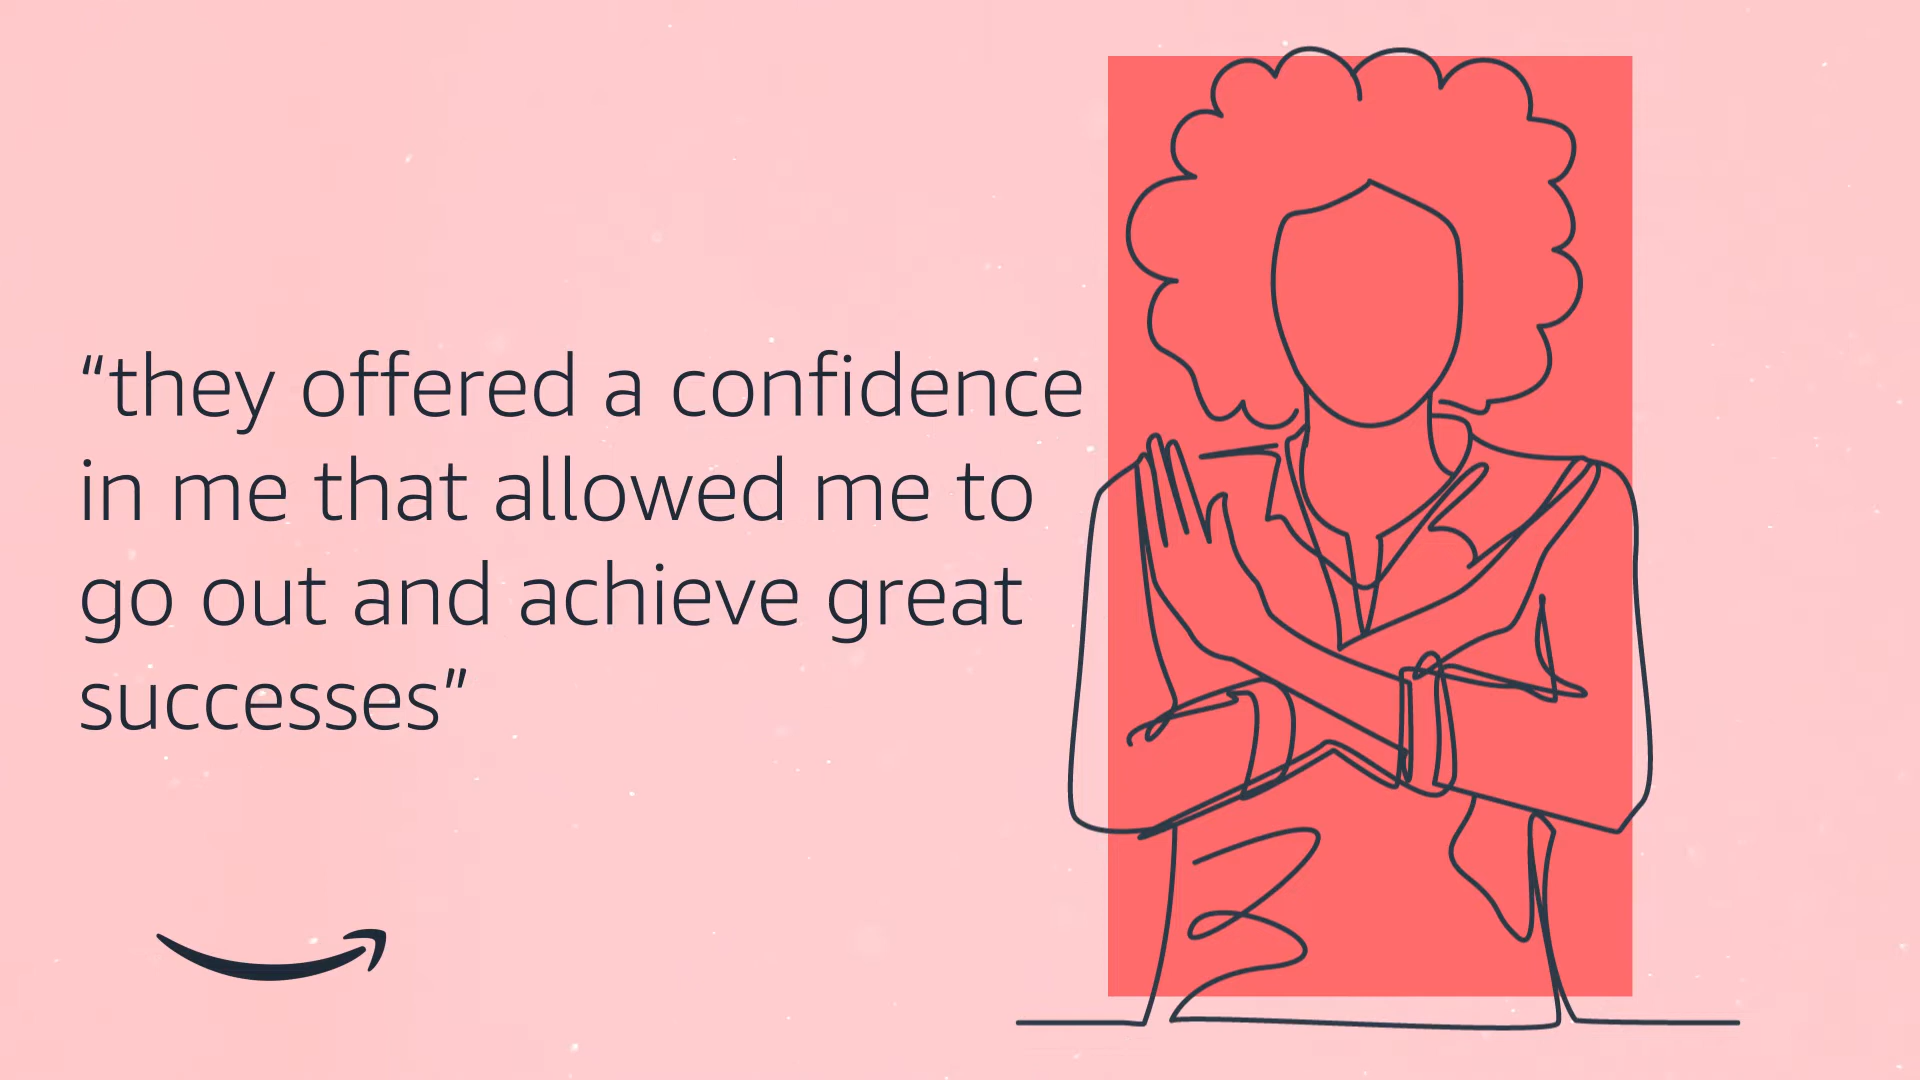 “they offered a confidence
in me that allowed me to
go out and achieve great
successes”